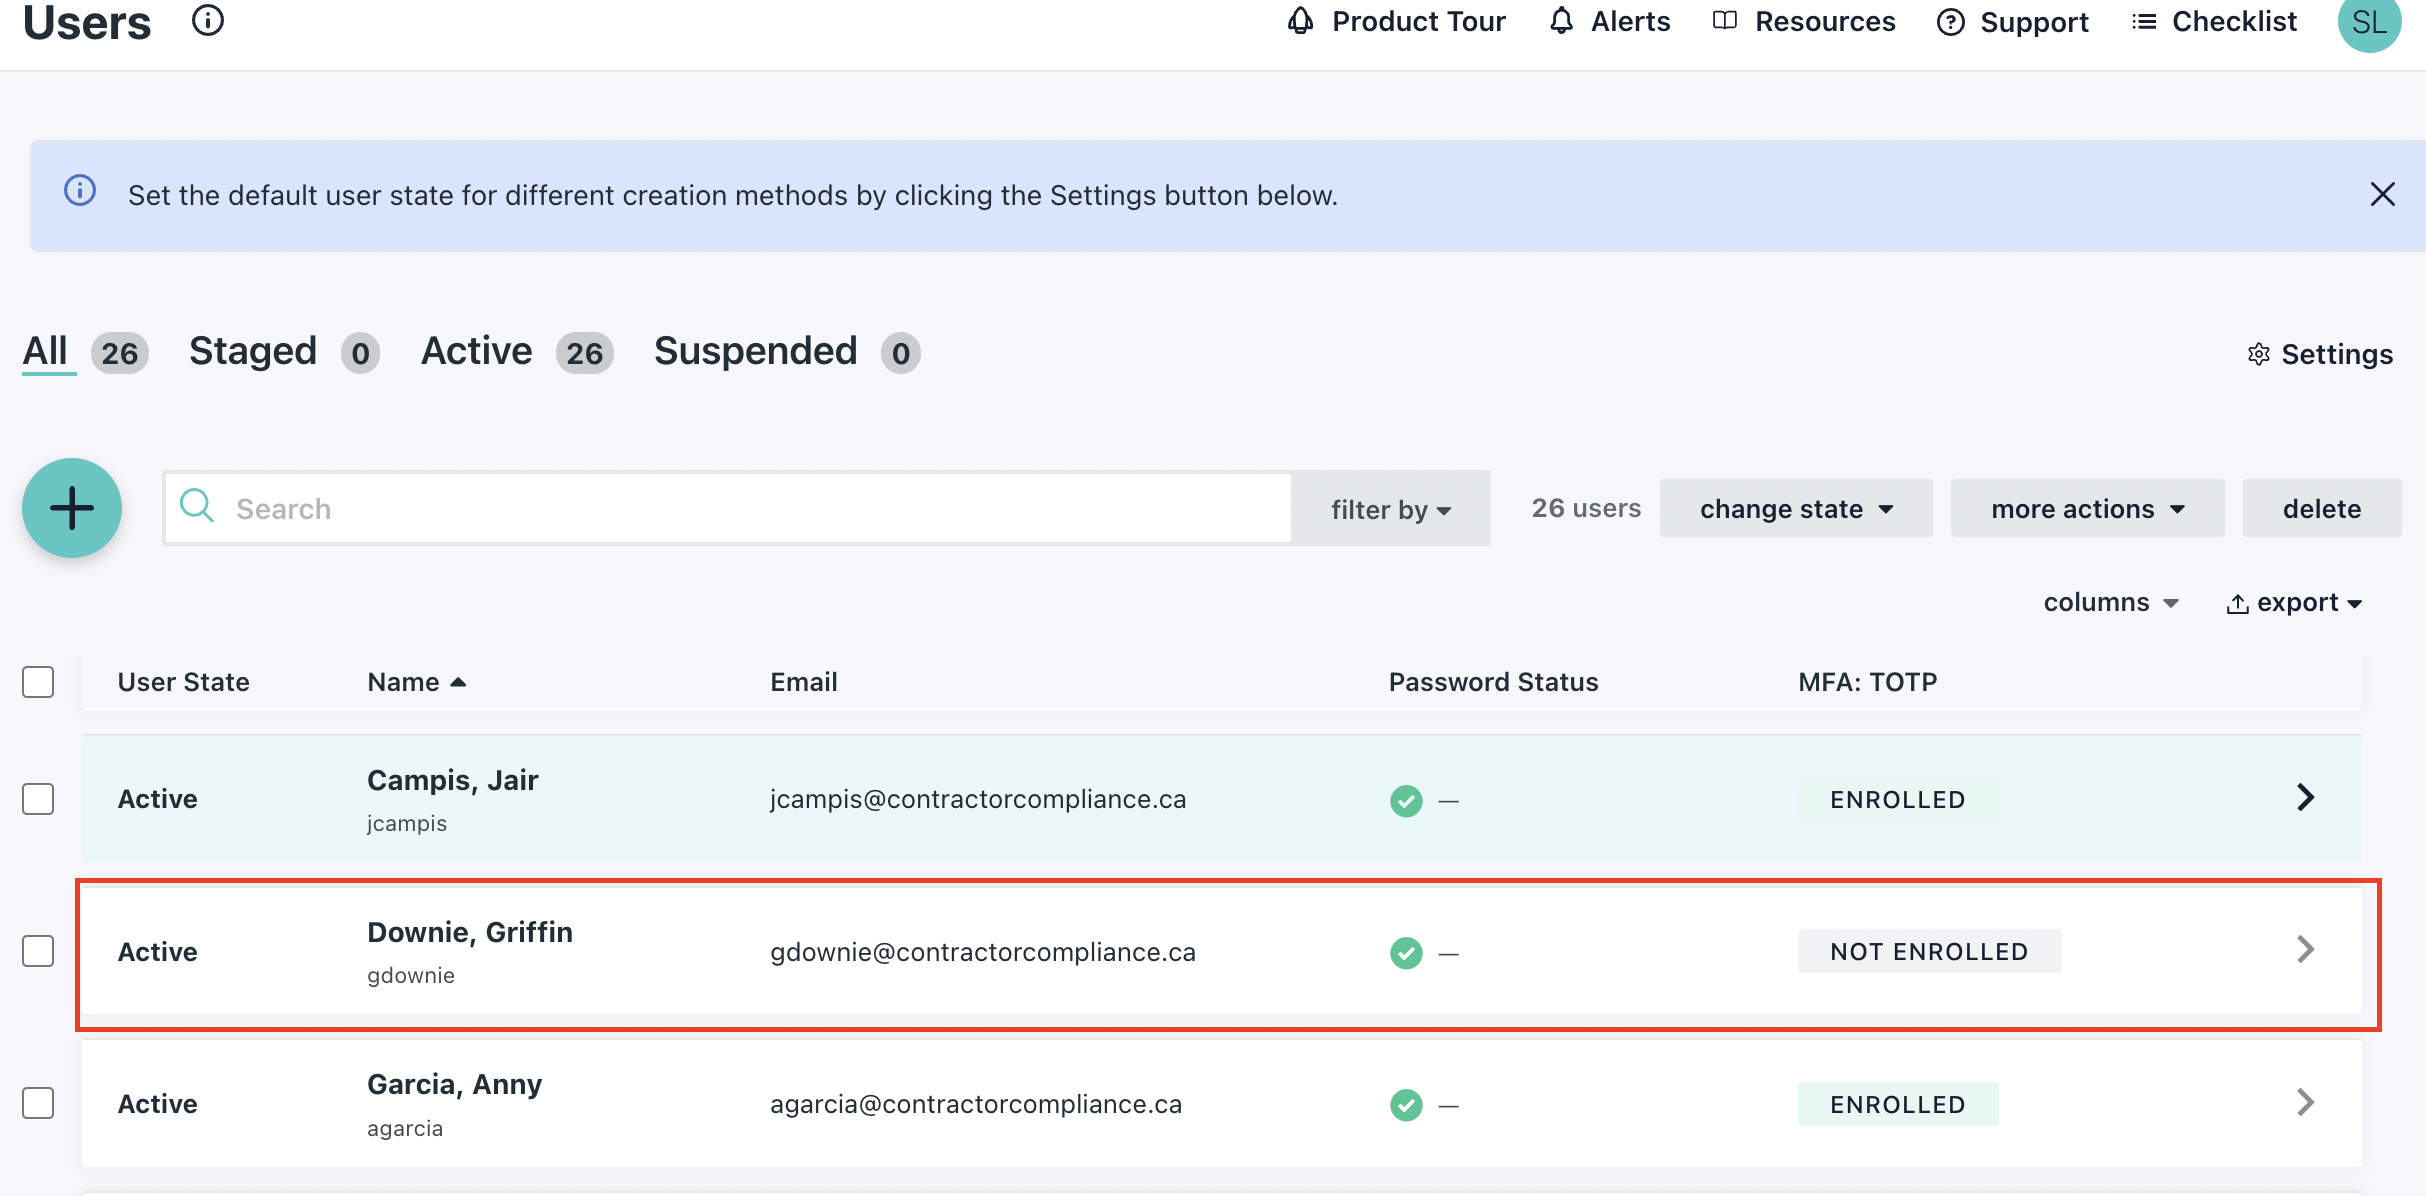 Users
Product Tour Alerts Resources Support Checklist SL
Set the default user state for different creation methods by clicking the Settings button below.
All 26 Staged 0 Active 26 Suspended 0 Settings
Search filter by 26 users change state more actions delete
columns export
User State Name Email Password Status MFA: TOTP
Active Campis, Jair jcampis@contractorcompliance.ca — ENROLLED
jcampis
Active Downie, Griffin gdownie@contractorcompliance.ca — NOT ENROLLED
gdownie
Active Garcia, Anny agarcia@contractorcompliance.ca — ENROLLED
agarcia